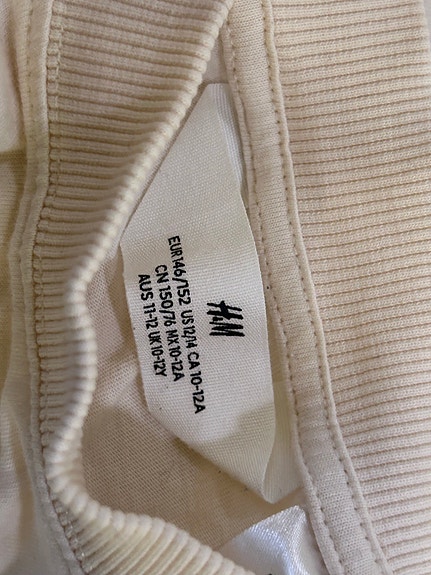 H&M
EUR 146/152 US 12/14 CA 10-12A
CN 150/76 MX 10-12A
AUS 11-12 UK 10-12Y